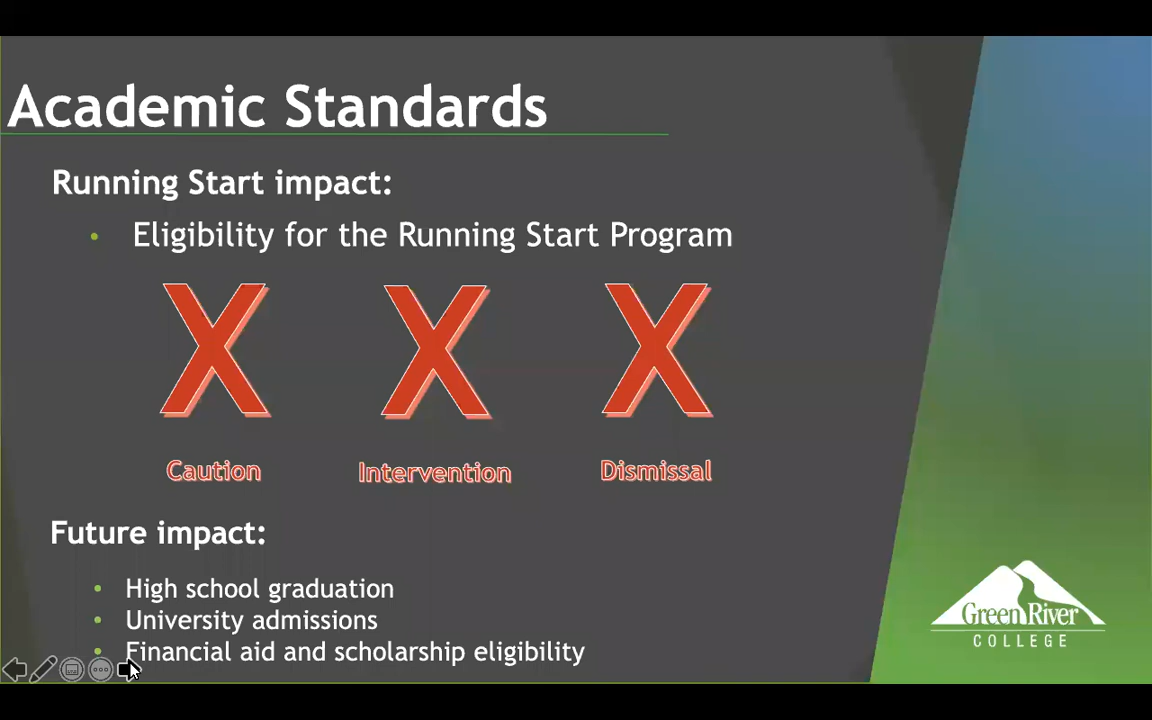 Academic Standards
Running Start impact:
• Eligibility for the Running Start Program
X X X
Caution Intervention Dismissal
Future impact:
• High school graduation
• University admissions
• Financial aid and scholarship eligibility
Green River
COLLEGE